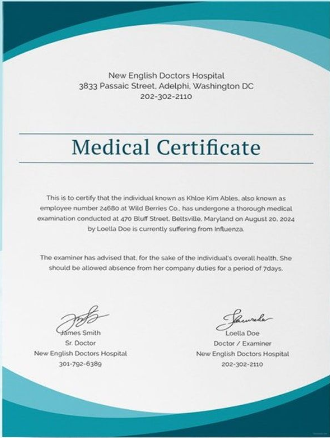 New English Doctors Hospital
3833 Passaic Street, Adelphi, Washington DC
202-302-2110
Medical Certificate
This is to certify that the individual known as Khloe Kim Ables, also known as
employee number 24680 at Wild Berries Co., has undergone a thorough medical
examination conducted at 470 Bluff Street, Beltsville, Maryland on August 20, 2024
by Loella Doe is currently suffering from Influenza.
The examiner has advised that, for the sake of the individual's overall health, She
should be allowed absence from her company duties for a period of 7days.
James Smith
Sr. Doctor
New English Doctors Hospital
301-792-6389
Loella Doe
Doctor / Examiner
New English Doctors Hospital
202-302-2110